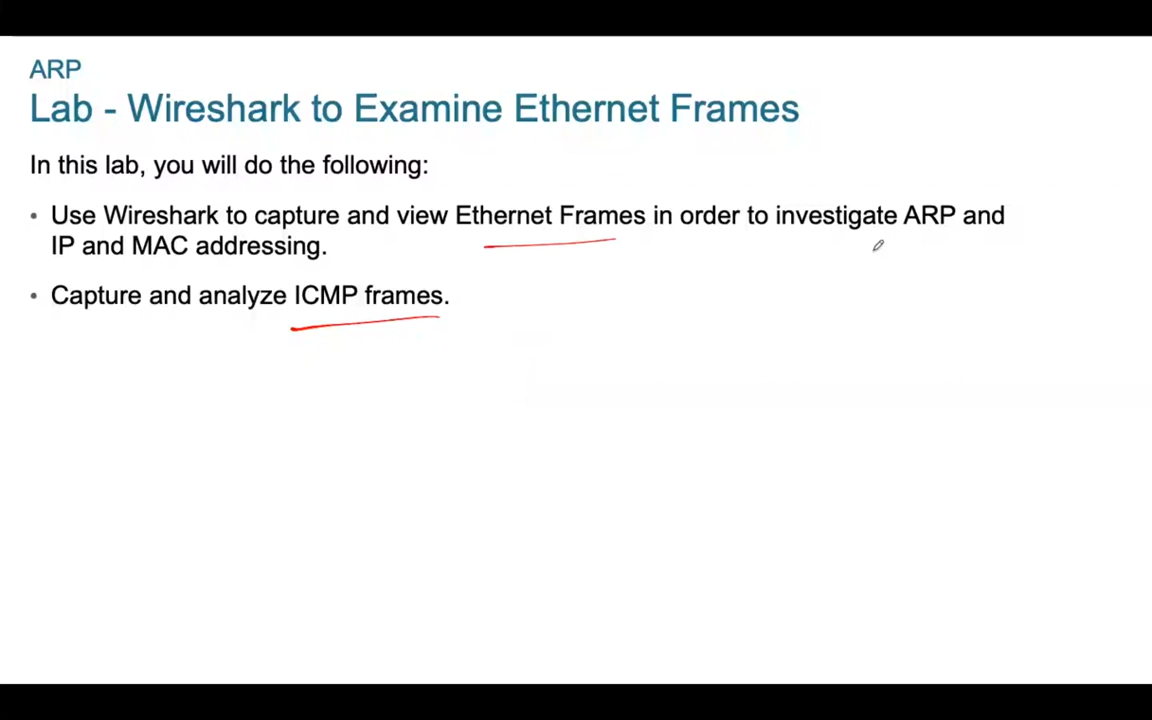 ARP
Lab - Wireshark to Examine Ethernet Frames
In this lab, you will do the following:
• Use Wireshark to capture and view Ethernet Frames in order to investigate ARP and
IP and MAC addressing.
• Capture and analyze ICMP frames.